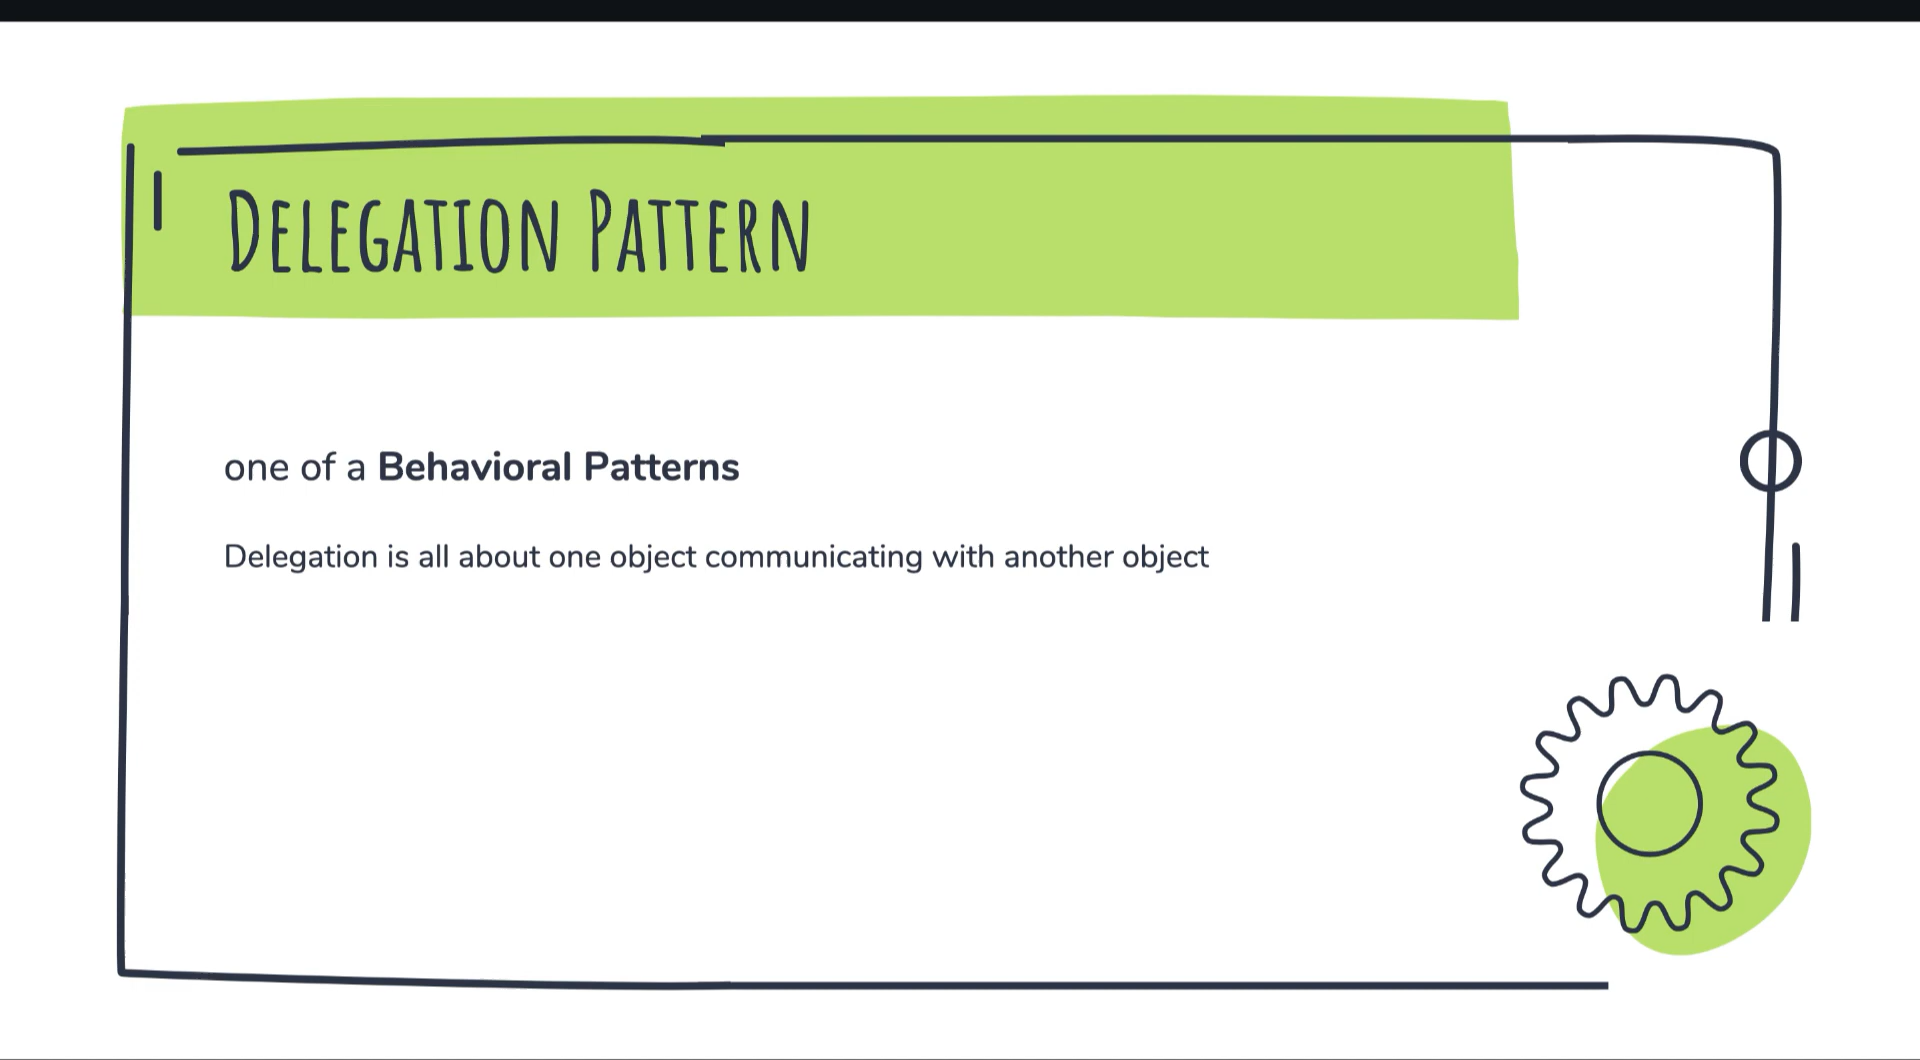 Delegation Pattern
one of a Behavioral Patterns
Delegation is all about one object communicating with another object